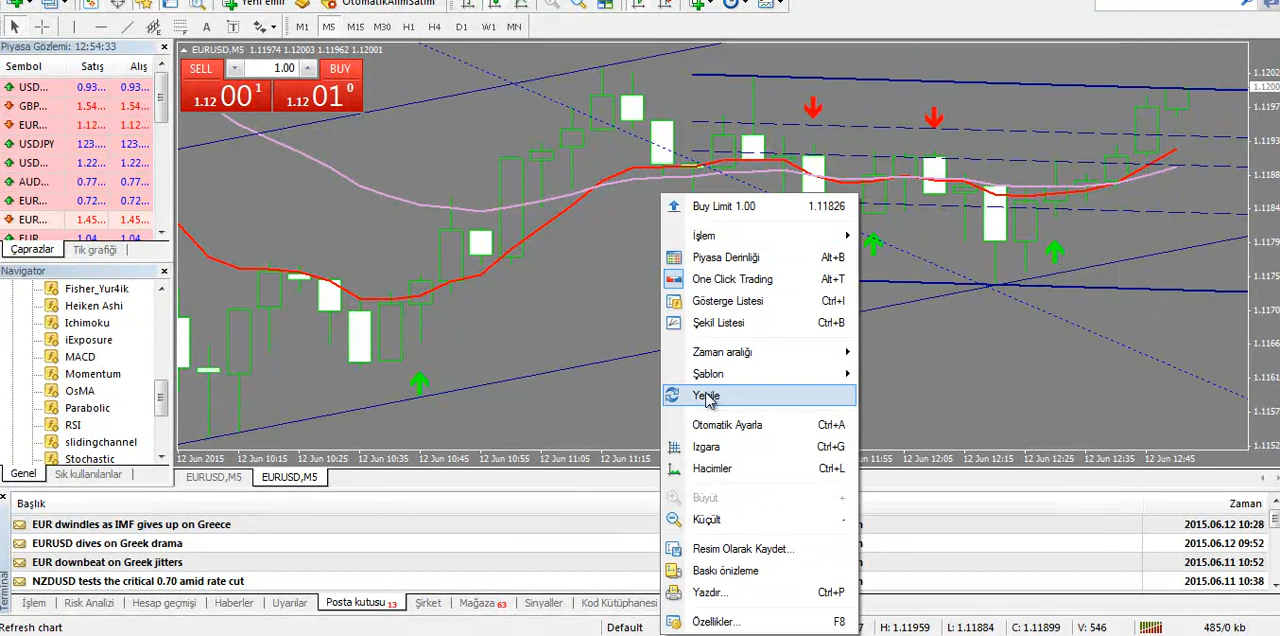 Yeni emir
OtomatikAlımSatım
A
T
M1 M5 M15 M30 H1 H4 D1 W1 MN
Piyasa Gözlemi: 12:54:33
Sembol Satış Alış
USD... 0.93... 0.93...
GBP... 1.54... 1.54...
EUR... 1.12... 1.12...
USDJPY 123.... 123....
USD... 1.22... 1.22...
AUD... 0.77... 0.77...
EUR... 0.72... 0.72...
EUR... 1.45... 1.45...
EUR 1.04 1.04
Çaprazlar Tik grafiği
Navigator
Fisher_Yur4ik
Heiken Ashi
Ichimoku
iExposure
MACD
Momentum
OsMA
Parabolic
RSI
slidingchannel
Stochastic
Genel Sık kullanılanlar
EURUSD,M5 1.11974 1.12003 1.11962 1.12001
SELL 1.00 BUY
1.12 00 1
1.12 01 0
1.1202
1.1200
1.1193
1.1188
1.1184
1.1179
1.1175
1.1170
1.1166
1.1161
1.1156
1.1152
12 Jun 2015 12 Jun 10:15 12 Jun 10:25 12 Jun 10:35 12 Jun 10:45 12 Jun 10:55 12 Jun 11:05 12 Jun 11:15 11:55 12 Jun 12:05 12 Jun 12:15 12 Jun 12:25 12 Jun 12:35 12 Jun 12:45
EURUSD,M5 EURUSD,M5
Buy Limit 1.00 1.11826
İşlem
Piyasa Derinliği Alt+B
One Click Trading Alt+T
Gösterge Listesi Ctrl+I
Şekil Listesi Ctrl+B
Zaman aralığı
Şablon
Yenile
Otomatik Ayarla Ctrl+A
Izgara Ctrl+G
Hacimler Ctrl+L
Büyüt +
Küçült -
Resim Olarak Kaydet...
Baskı önizleme
Yazdır... Ctrl+P
Özellikler... F8
Başlık Zaman
EUR dwindles as IMF gives up on Greece 2015.06.12 10:28
EURUSD dives on Greek drama 2015.06.12 09:52
EUR downbeat on Greek jitters 2015.06.11 10:52
NZDUSD tests the critical 0.70 amid rate cut 2015.06.11 10:38
Terminal
İşlem Risk Analizi Hesap geçmişi Haberler Uyarılar Posta kutusu 13 Şirket Mağaza 63 Sinyaller Kod Kütüphanesi
Refresh chart Default H: 1.11959 L: 1.11884 C: 1.11899 V: 546 485/0 kb